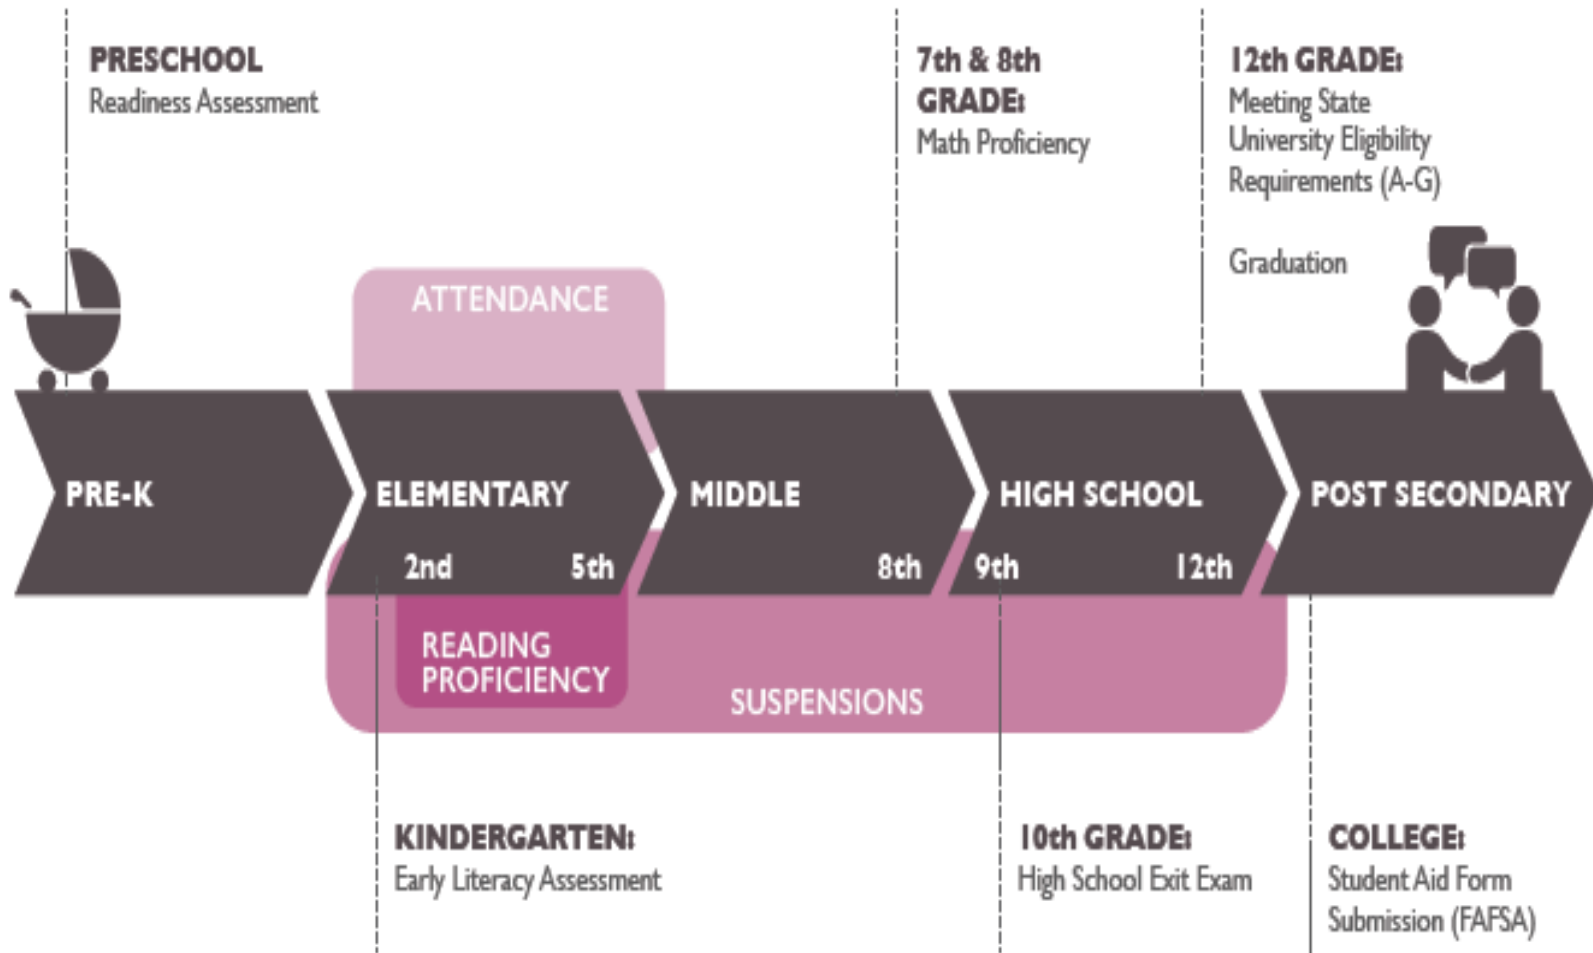 PRESCHOOL
Readiness Assessment
7th & 8th
GRADE:
Math Proficiency
12th GRADE:
Meeting State
University Eligibility
Requirements (A-G)
Graduation
ATTENDANCE
PRE-K
ELEMENTARY
MIDDLE
HIGH SCHOOL
POST SECONDARY
2nd
5th
8th
9th
12th
READING
PROFICIENCY
SUSPENSIONS
KINDERGARTEN:
Early Literacy Assessment
10th GRADE:
High School Exit Exam
COLLEGE:
Student Aid Form
Submission (FAFSA)